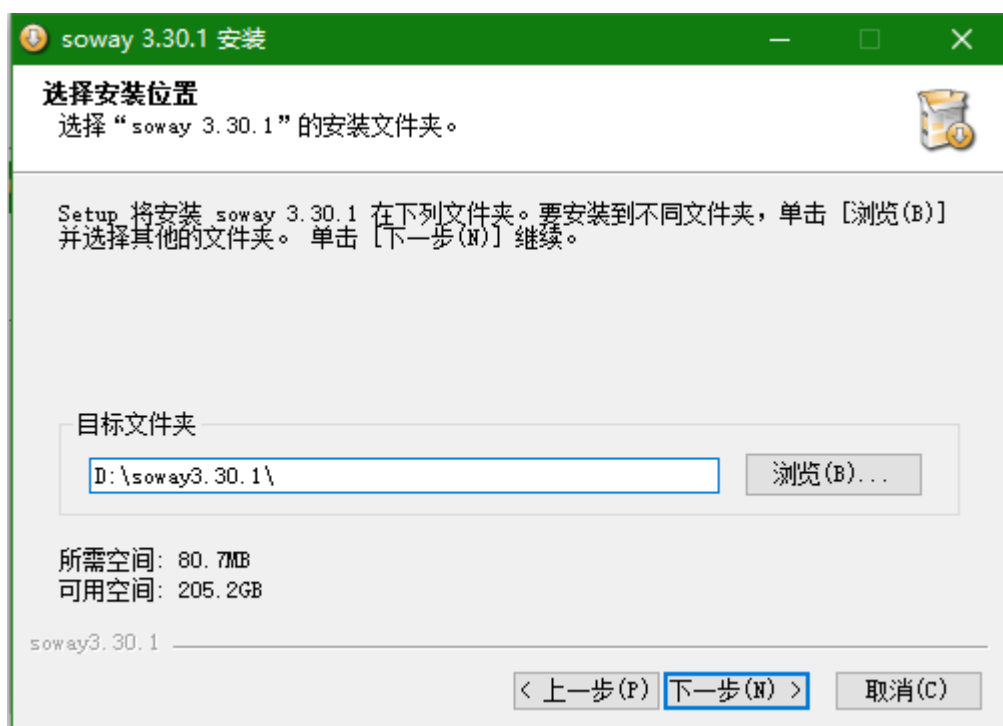 soway 3.30.1 安装
选择安装位置
选择“soway 3.30.1”的安装文件夹。
Setup 将安装 soway 3.30.1 在下列文件夹。要安装到不同文件夹，单击 [浏览(B)]
并选择其他的文件夹。 单击 [下一步(N)] 继续。
目标文件夹
D:\soway3.30.1\
浏览(B)...
所需空间: 80.7MB
可用空间: 205.2GB
soway3.30.1
< 上一步(P) 下一步(N) > 取消(C)